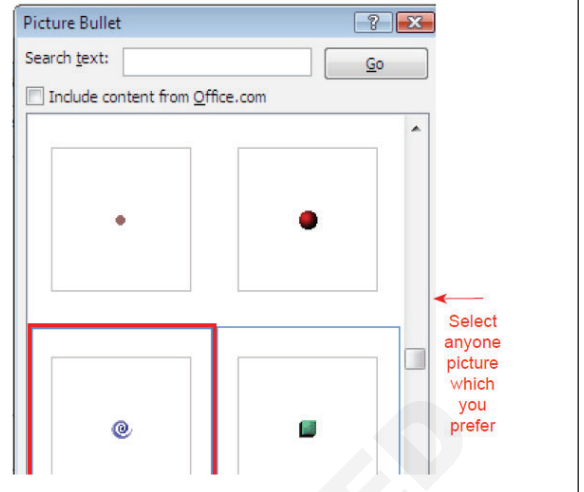 Picture Bullet
Search text:
Go
Include content from Office.com
Select
anyone
picture
which
you
prefer